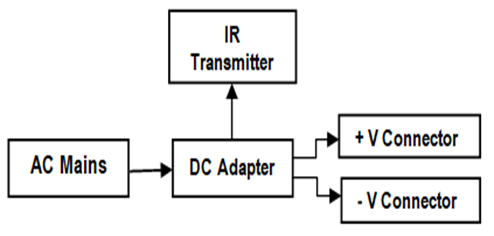 IR
Transmitter
AC Mains
DC Adapter
+ V Connector
- V Connector